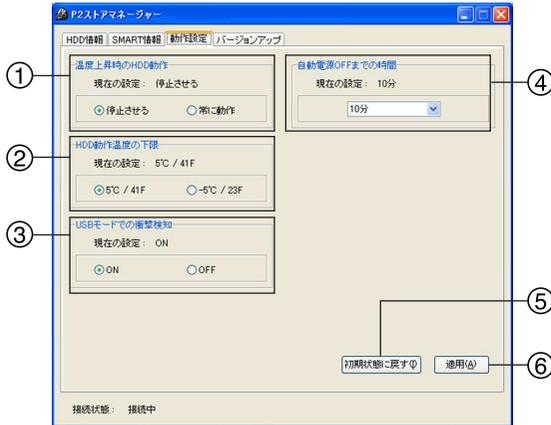 P2ストアマネージャー
HDD情報 SMART情報 動作設定 バージョンアップ
① 温度上昇時のHDD動作
現在の設定： 停止させる
停止させる 常に動作
② HDD動作温度の下限
現在の設定： 5℃ / 41F
5℃ / 41F -5℃ / 23F
③ USBモードでの衝撃検知
現在の設定： ON
ON OFF
自動電源OFFまでの時間 ④
現在の設定： 10分
10分
⑤
初期状態に戻す(I) 適用(A) ⑥
接続状態： 接続中